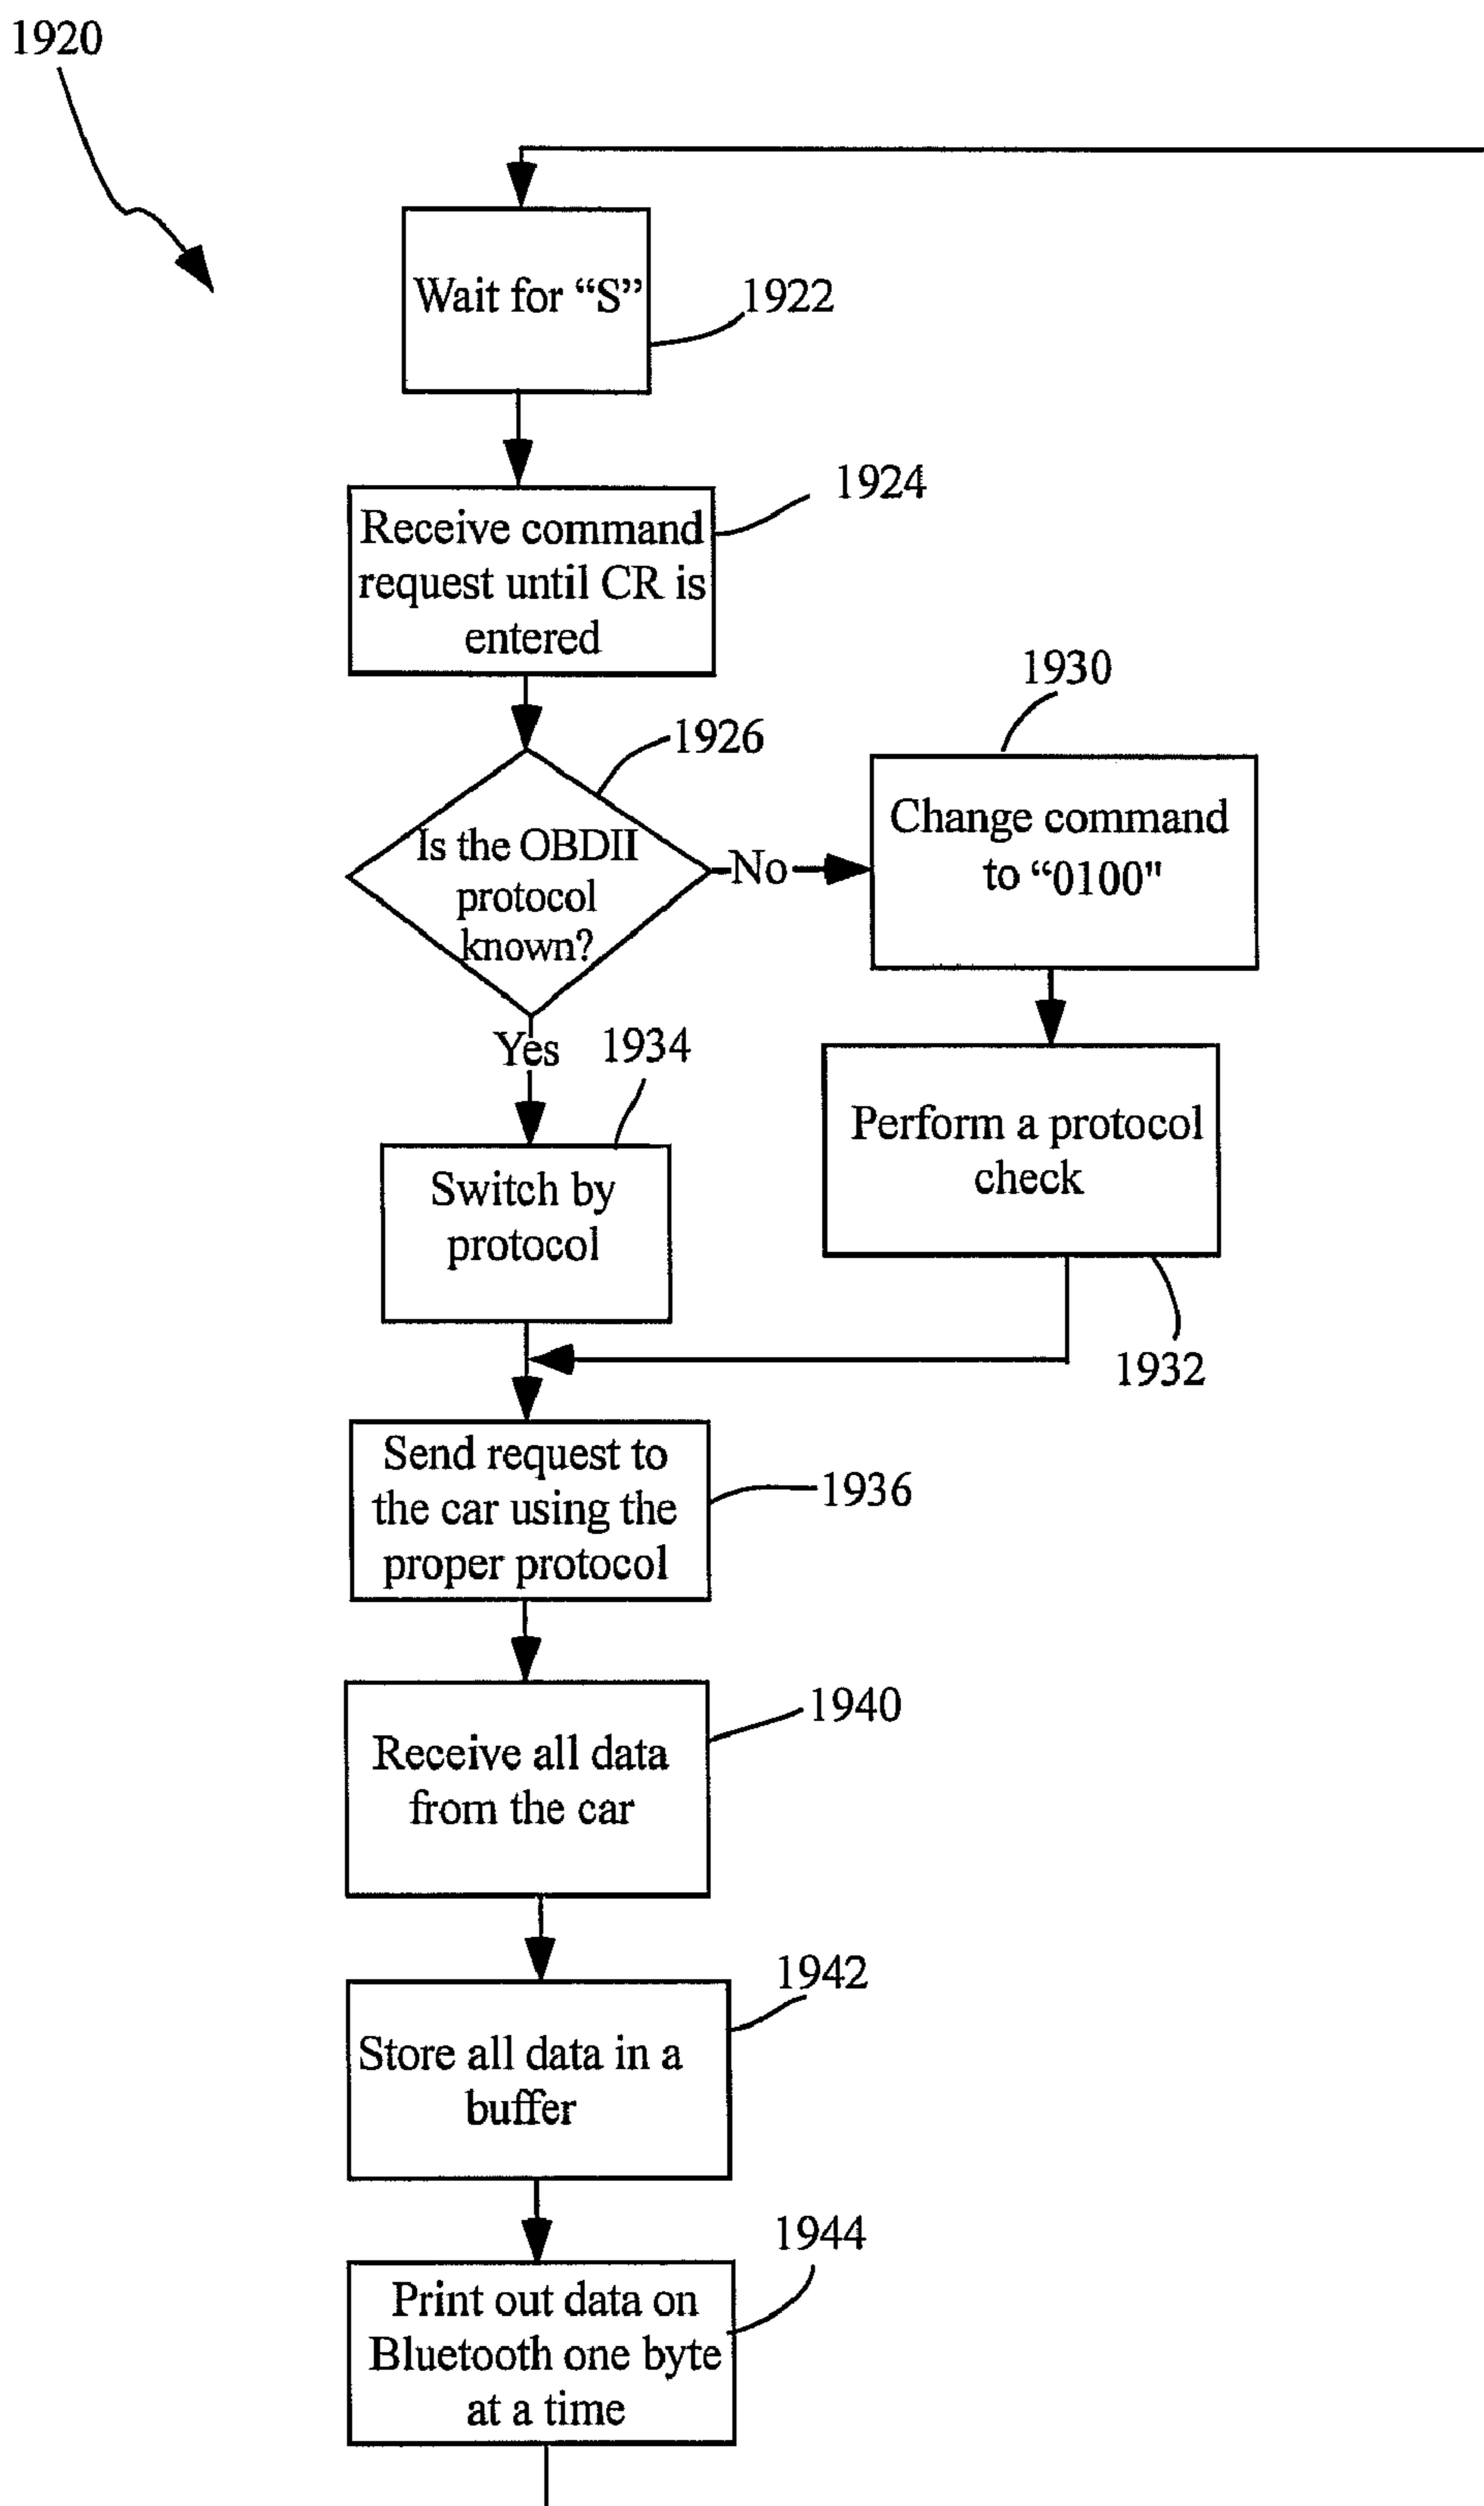 1920
Wait for “S”
1922
1924
Receive command
request until CR is
entered
1930
1926
Is the OBDII
protocol
known?
No
Change command
to “0100"
Yes
1934
Perform a protocol
check
Switch by
protocol
1932
Send request to
the car using the
proper protocol
1936
1940
Receive all data
from the car
1942
Store all data in a
buffer
1944
Print out data on
Bluetooth one byte
at a time